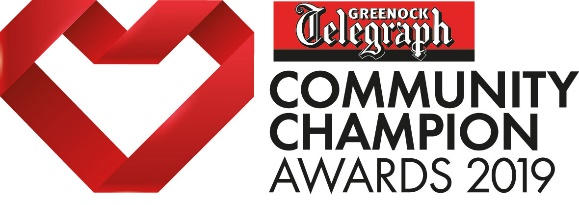 GREENOCK
Telegraph
COMMUNITY
CHAMPION
AWARDS 2019